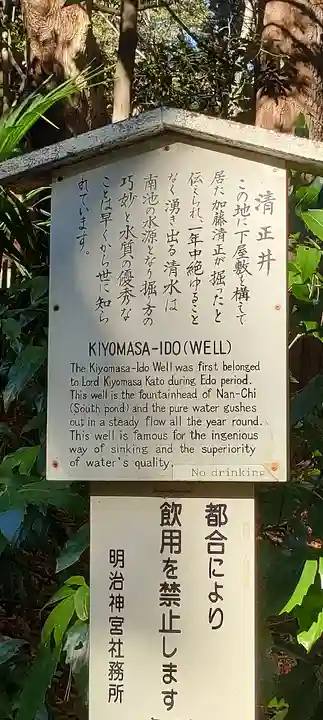 清正井
この地に下屋敷を構えて
居た加藤清正が掘ったと
伝えられ、一年中絶ゆること
なく湧き出る清水は
南池の水源となり掘り方の
巧妙と水質の優秀な
ことは早くから世に知ら
れています。
KIYOMASA-IDO (WELL)
The Kiyomasa-Ido Well was first belonged
to Lord Kiyomasa Kato during Edo period.
This well is the fountainhead of Nan-Chi
(South pond) and the pure water gushes
out in a steady flow all the year round.
This well is famous for the ingenious
way of sinking and the superiority
of water's quality.
No drinking
都合により
飲用を禁止します
明治神宮社務所